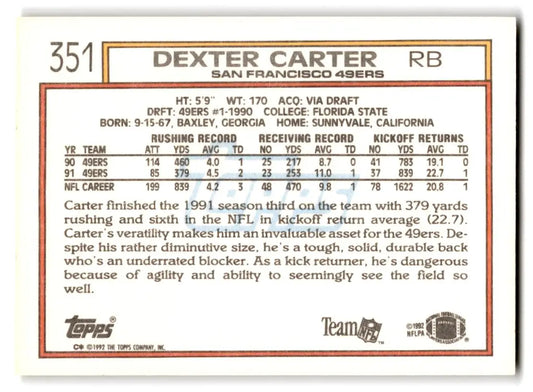 351 DEXTER CARTER RB
SAN FRANCISCO 49ERS
HT: 5'9" WT: 170 ACQ: VIA DRAFT
DRFT: 49ERS #1-1990 COLLEGE: FLORIDA STATE
BORN: 9-15-67, BAXLEY, GEORGIA HOME: SUNNYVALE, CALIFORNIA
RUSHING RECORD RECEIVING RECORD KICKOFF RETURNS
YR TEAM ATT YDS AVG TD NO YDS AVG TD NO YDS AVG TD
90 49ERS 114 460 4.0 1 25 217 8.7 0 41 783 19.1 0
91 49ERS 85 379 4.5 2 23 253 11.0 1 37 839 22.7 1
NFL CAREER 199 839 4.2 3 48 470 9.8 1 78 1622 20.8 1
Carter finished the 1991 season third on the team with 379 yards
rushing and sixth in the NFL in kickoff return average (22.7).
Carter's veratility makes him an invaluable asset for the 49ers. De-
spite his rather diminutive size, he's a tough, solid, durable back
who's an underrated blocker. As a kick returner, he's dangerous
because of agility and ability to seemingly see the field so
well.
Topps® Team NFL™ ©1992 NFLPA
C* ©1992 THE TOPPS COMPANY, INC.